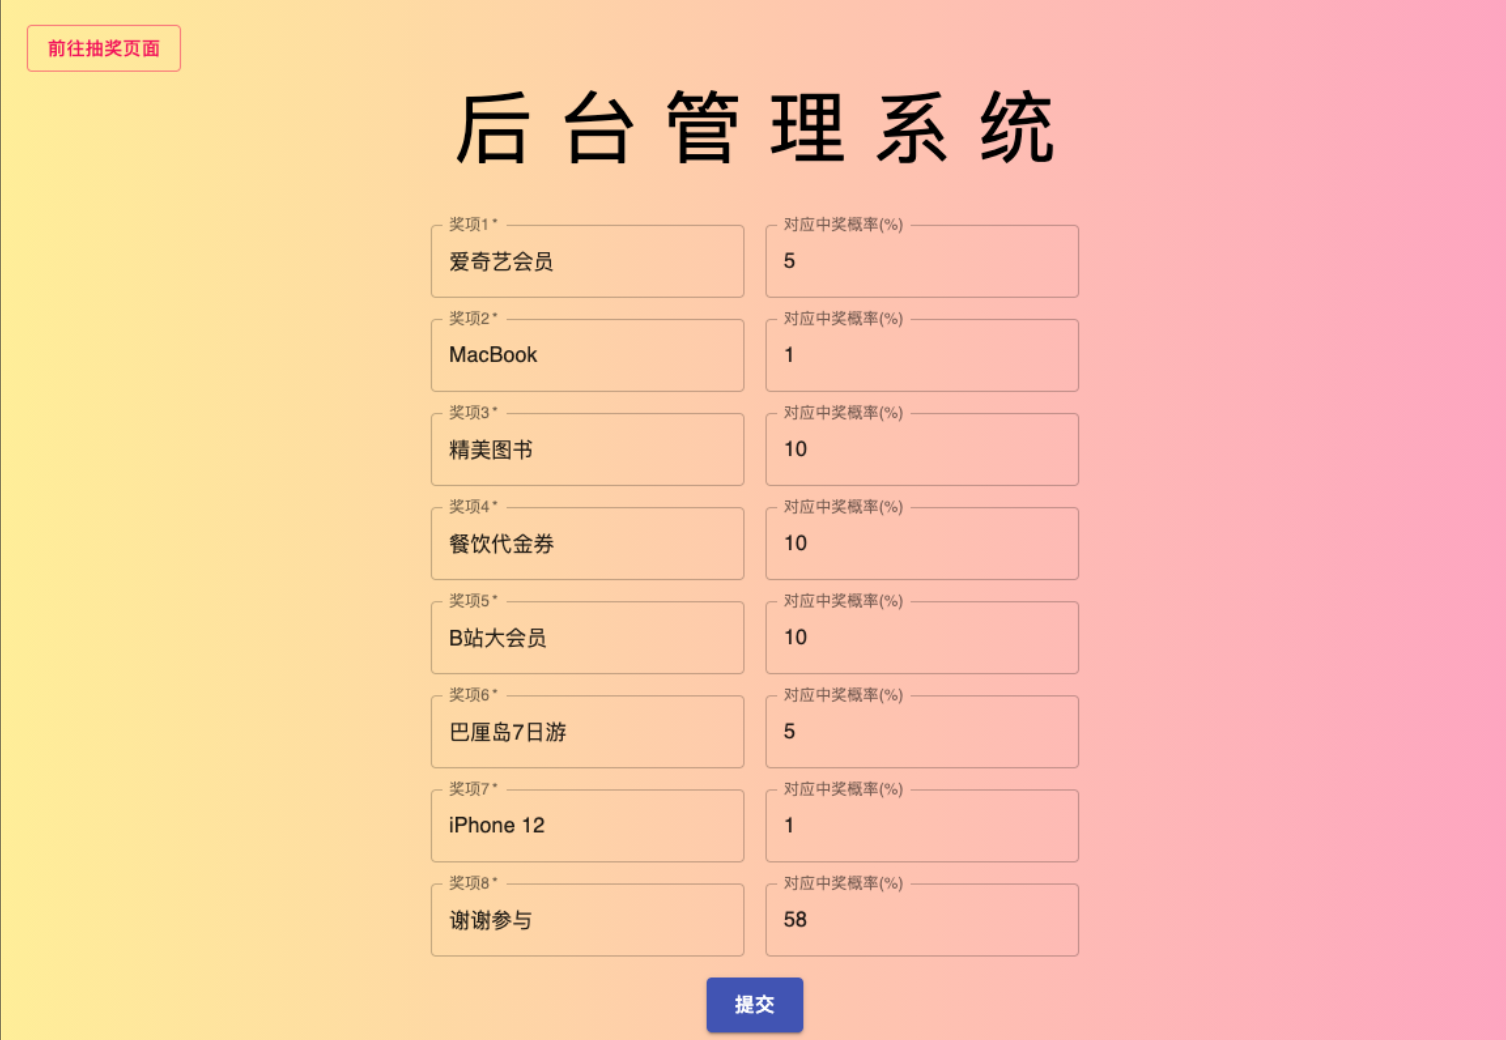 前往抽奖页面
后台管理系统
奖项1 * 对应中奖概率(%)
爱奇艺会员 5
奖项2 * 对应中奖概率(%)
MacBook 1
奖项3 * 对应中奖概率(%)
精美图书 10
奖项4 * 对应中奖概率(%)
餐饮代金券 10
奖项5 * 对应中奖概率(%)
B站大会员 10
奖项6 * 对应中奖概率(%)
巴厘岛7日游 5
奖项7 * 对应中奖概率(%)
iPhone 12 1
奖项8 * 对应中奖概率(%)
谢谢参与 58
提交